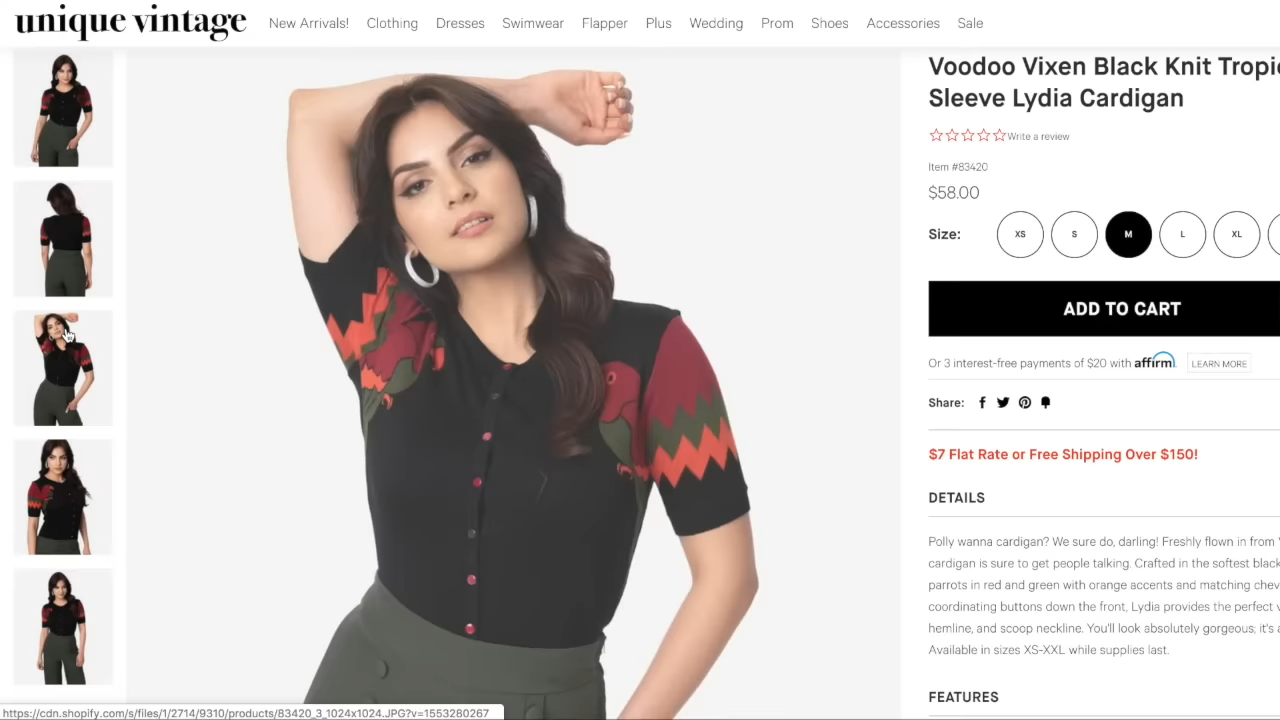 unique vintage
New Arrivals! Clothing Dresses Swimwear Flapper Plus Wedding Prom Shoes Accessories Sale
Voodoo Vixen Black Knit
Sleeve Lydia Cardigan
Write a review
Item #83420
$58.00
Size: XS S M L XL
ADD TO CART
Or 3 interest-free payments of $20 with affirm LEARN MORE
Share:
$7 Flat Rate or Free Shipping Over $150!
DETAILS
Polly wanna cardigan? We sure do, darling! Freshly flown in from
cardigan is sure to get people talking. Crafted in the softest black
parrots in red and green with orange accents and matching
coordinating buttons down the front, Lydia provides the perfect
hemline, and scoop neckline. You'll look absolutely gorgeous; it's
Available in sizes XS-XXL while supplies last.
FEATURES
https://cdn.shopify.com/s/files/1/2714/9310/products/83420_3_1024x1024.JPG?v=1553280267